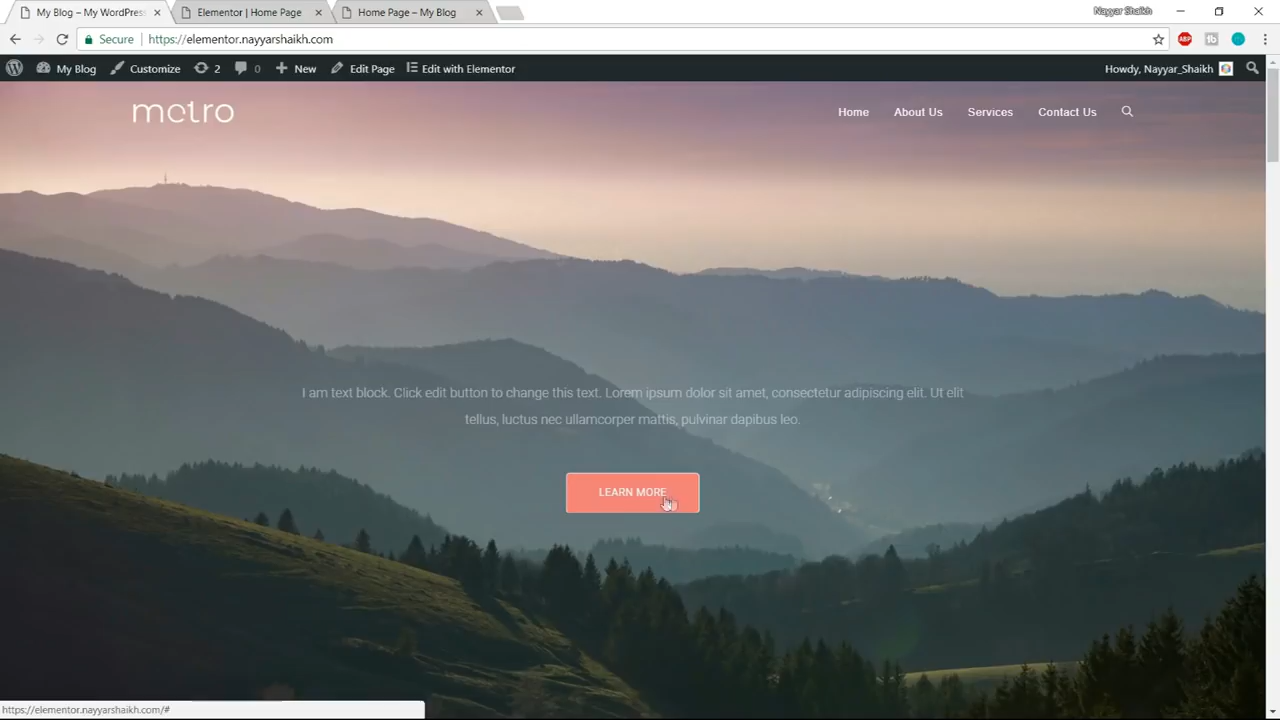 My Blog – My WordPres
Elementor | Home Page
Home Page – My Blog
Nayyar Shaikh
Secure
https://elementor.nayyarshaikh.com
My Blog
Customize
2
0
New
Edit Page
Edit with Elementor
Howdy, Nayyar_Shaikh
metro
Home
About Us
Services
Contact Us
I am text block. Click edit button to change this text. Lorem ipsum dolor sit amet, consectetur adipiscing elit. Ut elit
tellus, luctus nec ullamcorper mattis, pulvinar dapibus leo.
LEARN MORE
https://elementor.nayyarshaikh.com/#